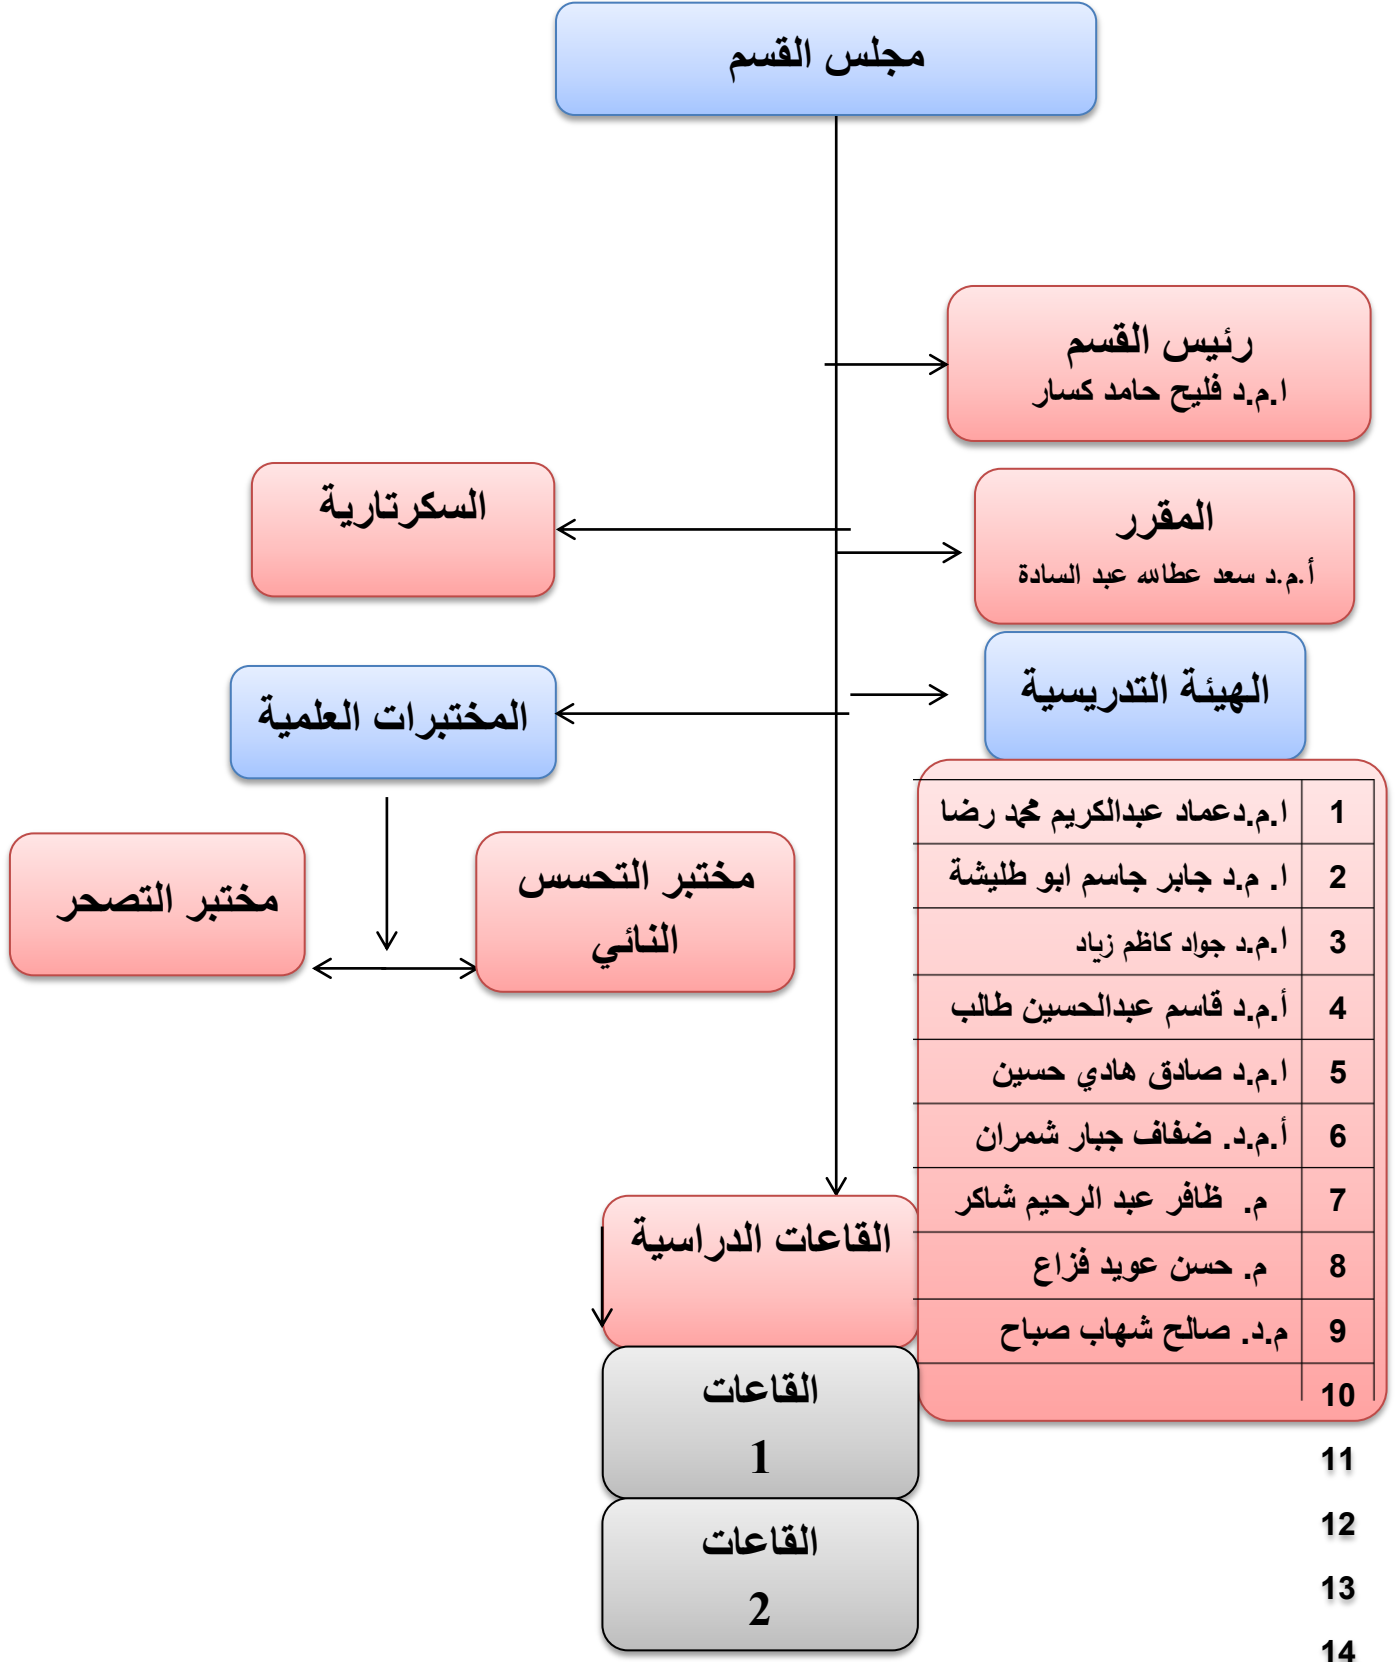 مجلس القسم
رئيس القسم
ا.م.د فليح حامد كسار
السكرتارية
المقرر
أ.م.د سعد عطالله عبد السادة
الهيئة التدريسية
المختبرات العلمية
1 ا.م.دعماد عبدالكريم محمد رضا
2 ا. م.د جابر جاسم ابو طليشة
3 ا.م.د جواد كاظم زياد
4 أ.م.د قاسم عبدالحسين طالب
5 ا.م.د صادق هادي حسين
6 أ.م.د. ضفاف جبار شمران
7 م. ظافر عبد الرحيم شاكر
8 م. حسن عويد فزاع
9 م.د. صالح شهاب صباح
10
11
12
13
14
مختبر التحسس
النائي
مختبر التصحر
القاعات الدراسية
القاعات
1
القاعات
2